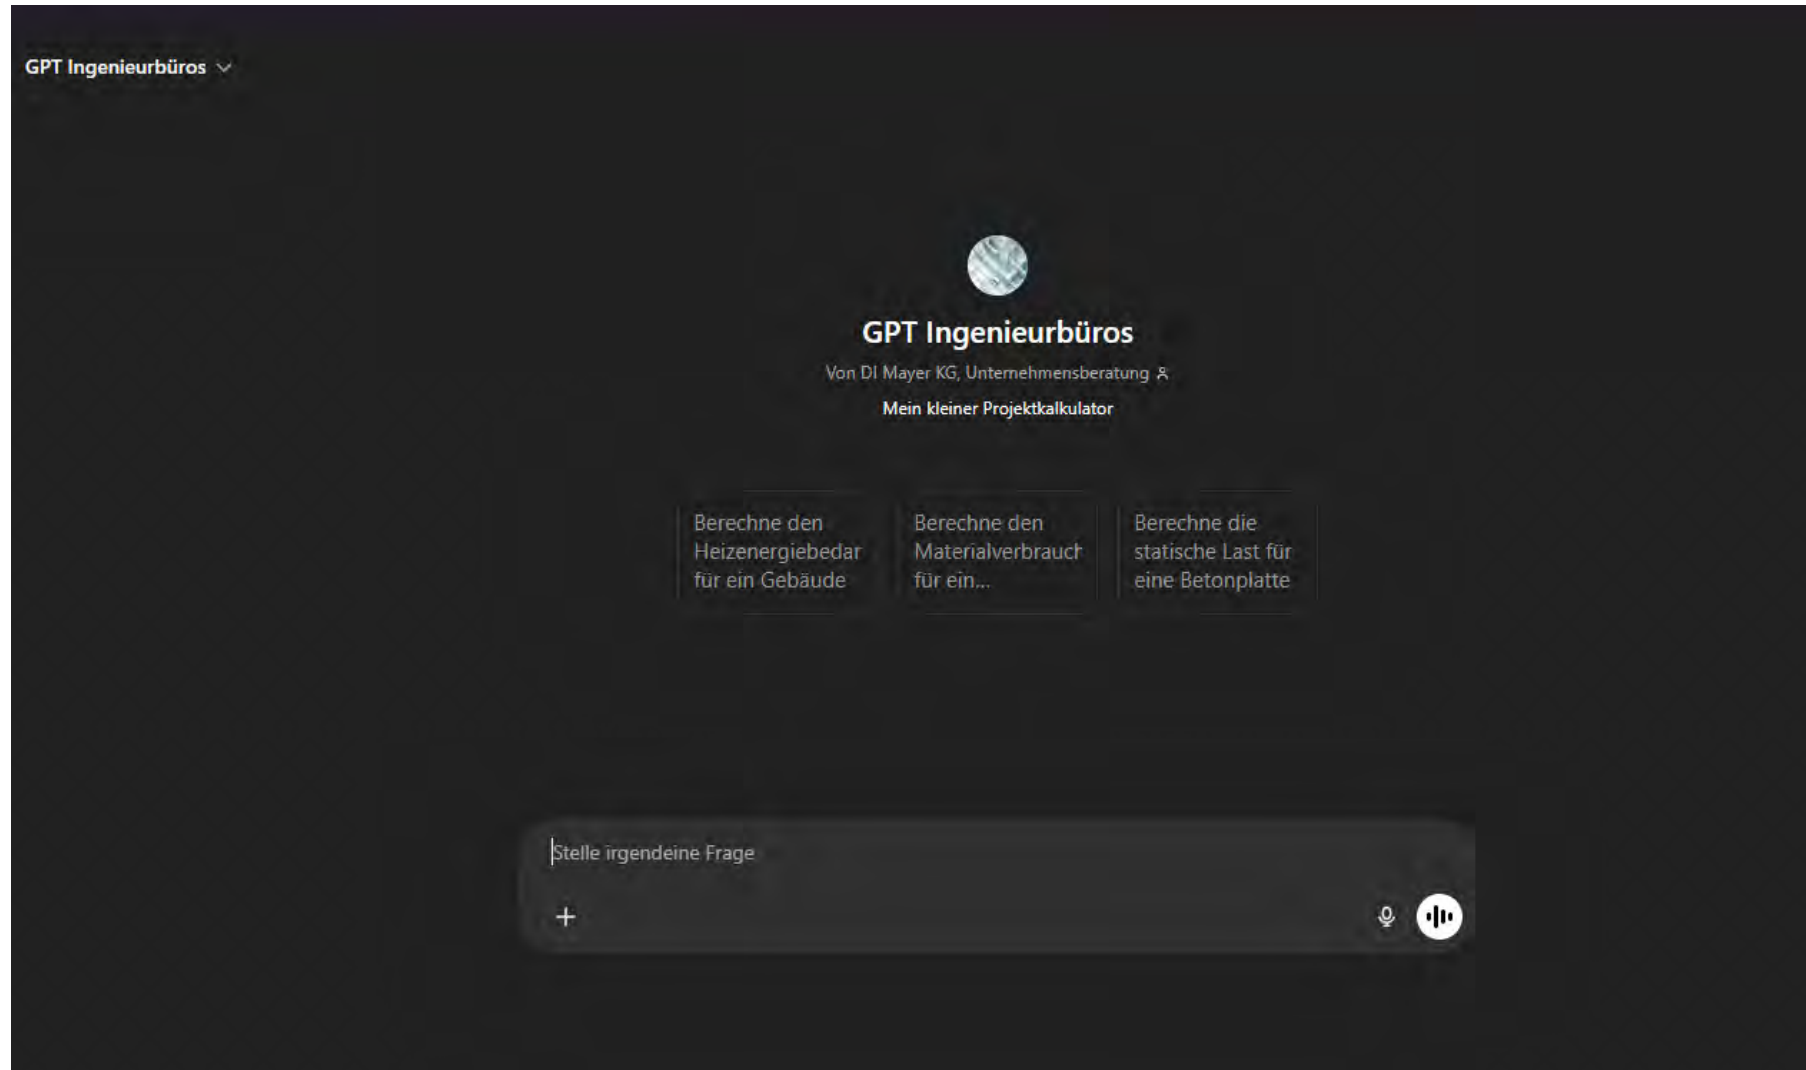 GPT Ingenieurbüros
GPT Ingenieurbüros
Von DI Mayer KG, Unternehmensberatung
Mein kleiner Projektkalkulator
Berechne den
Heizenergiebedar
für ein Gebäude
Berechne den
Materialverbrauch
für ein...
Berechne die
statische Last für
eine Betonplatte
Stelle irgendeine Frage